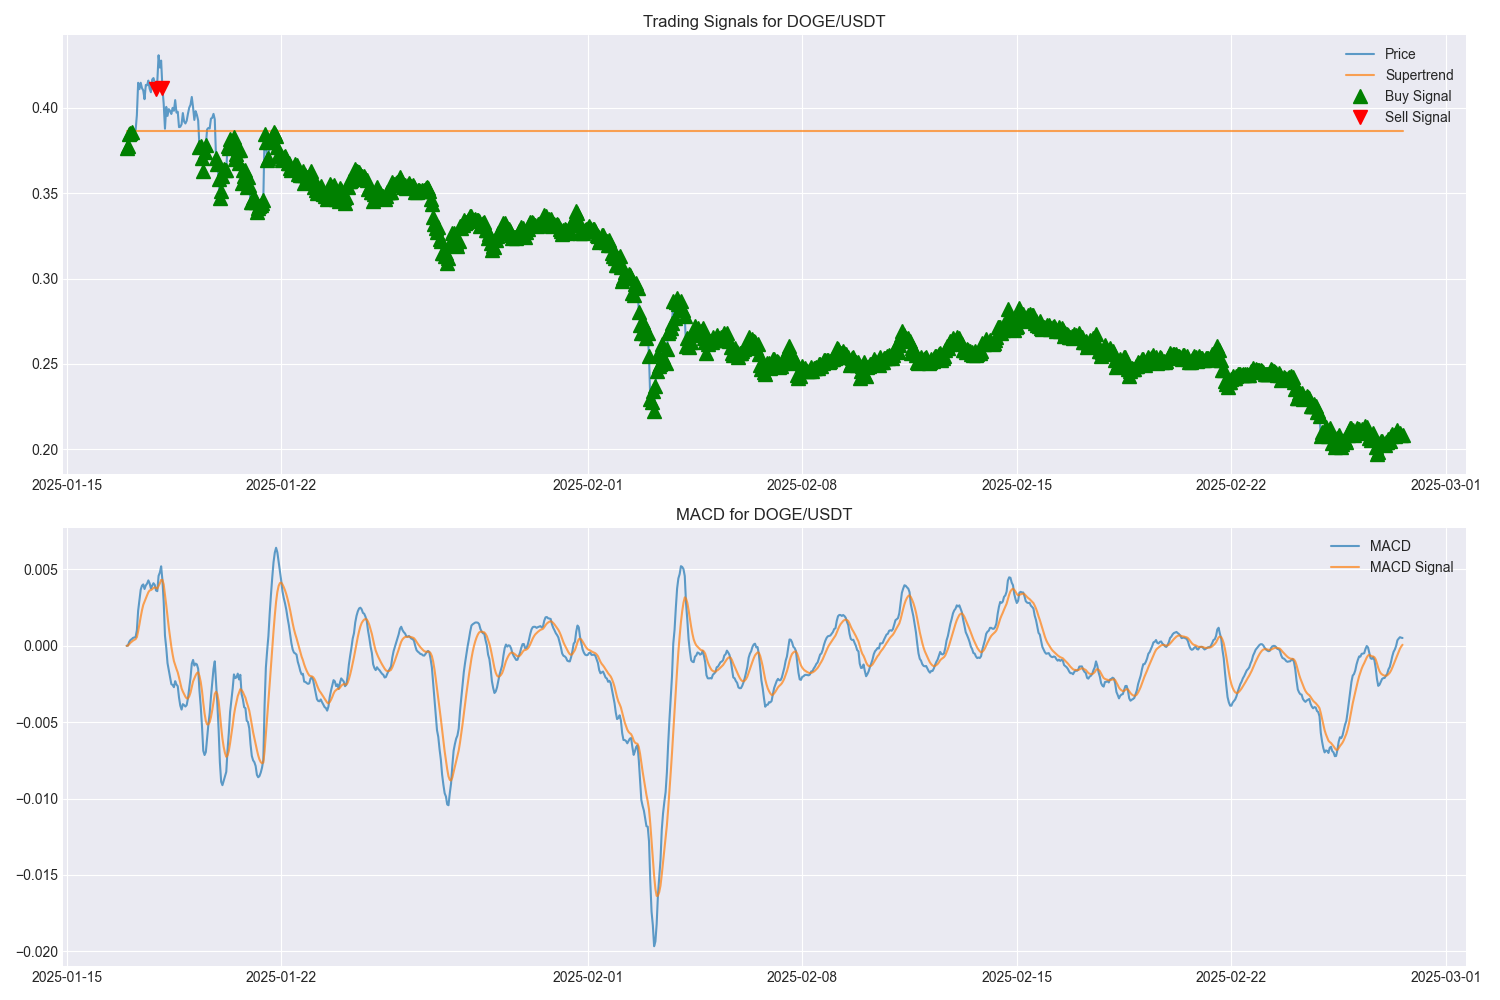 Trading Signals for DOGE/USDT
Price
Supertrend
Buy Signal
Sell Signal
0.40
0.35
0.30
0.25
0.20
2025-01-15 2025-01-22 2025-02-01 2025-02-08 2025-02-15 2025-02-22 2025-03-01
MACD for DOGE/USDT
MACD
MACD Signal
0.005
0.000
−0.005
−0.010
−0.015
−0.020
2025-01-15 2025-01-22 2025-02-01 2025-02-08 2025-02-15 2025-02-22 2025-03-01